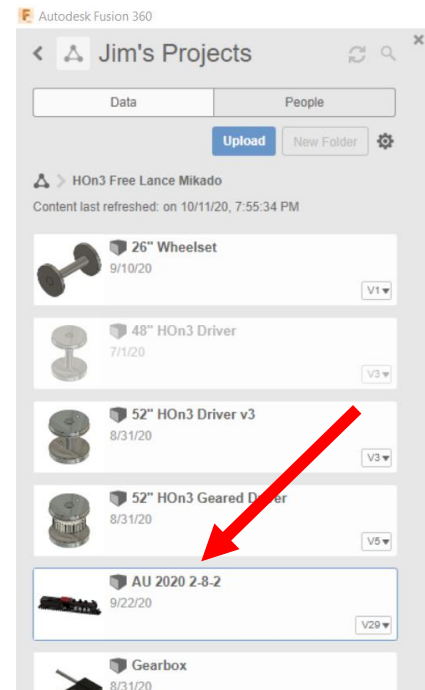 Autodesk Fusion 360
Jim's Projects
Data People
Upload New Folder
HOn3 Free Lance Mikado
Content last refreshed: on 10/11/20, 7:55:34 PM
26" Wheelset
9/10/20
V1
48" HOn3 Driver
7/1/20
V3
52" HOn3 Driver v3
8/31/20
V3
52" HOn3 Geared Driver
8/31/20
V5
AU 2020 2-8-2
9/22/20
V29
Gearbox
8/31/20